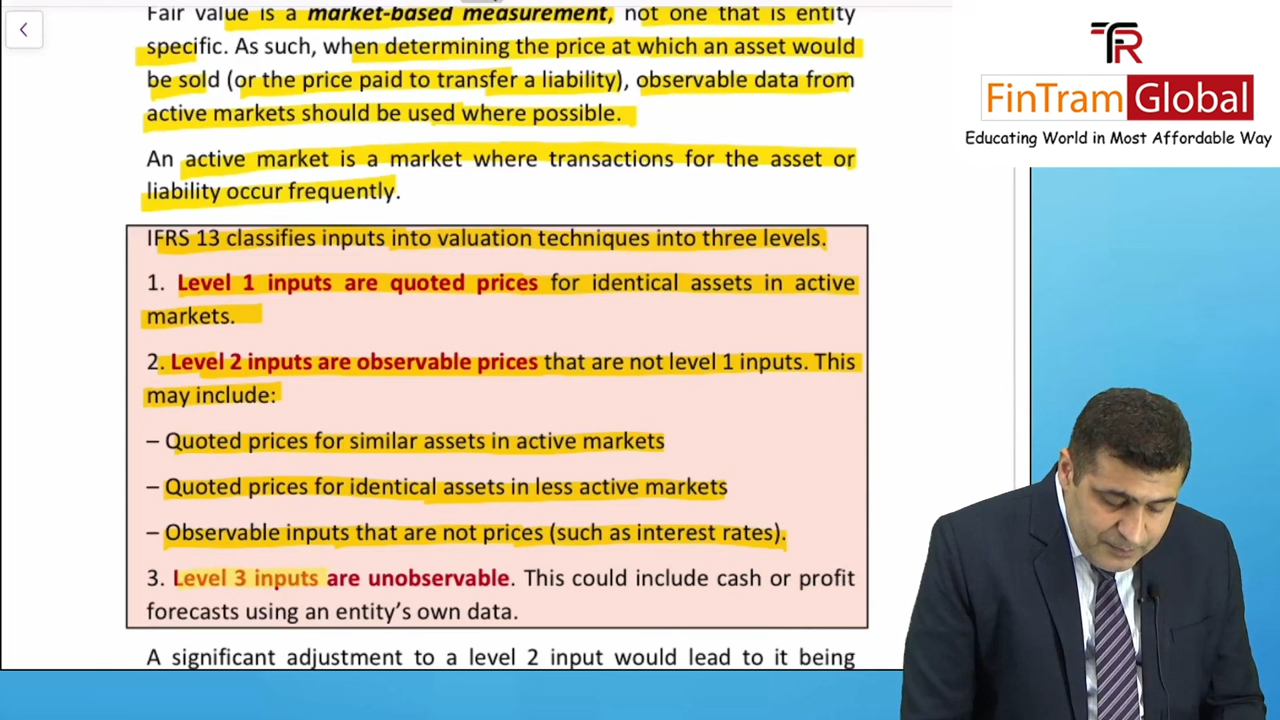 Fair value is a market-based measurement, not one that is entity
specific. As such, when determining the price at which an asset would
be sold (or the price paid to transfer a liability), observable data from
active markets should be used where possible.
An active market is a market where transactions for the asset or
liability occur frequently.
IFRS 13 classifies inputs into valuation techniques into three levels.
1. Level 1 inputs are quoted prices for identical assets in active
markets.
2. Level 2 inputs are observable prices that are not level 1 inputs. This
may include:
– Quoted prices for similar assets in active markets
– Quoted prices for identical assets in less active markets
– Observable inputs that are not prices (such as interest rates).
3. Level 3 inputs are unobservable. This could include cash or profit
forecasts using an entity’s own data.
A significant adjustment to a level 2 input would lead to it being
FR
FinTram Global
Educating World in Most Affordable Way